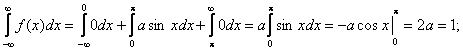 ∫_{-∞}^{∞} f(x)dx = ∫_{-∞}^{0} 0dx + ∫_{0}^{π} a sin xdx + ∫_{π}^{∞} 0dx = a∫_{0}^{π} sin xdx = −a cos x|_{0}^{π} = 2a = 1;